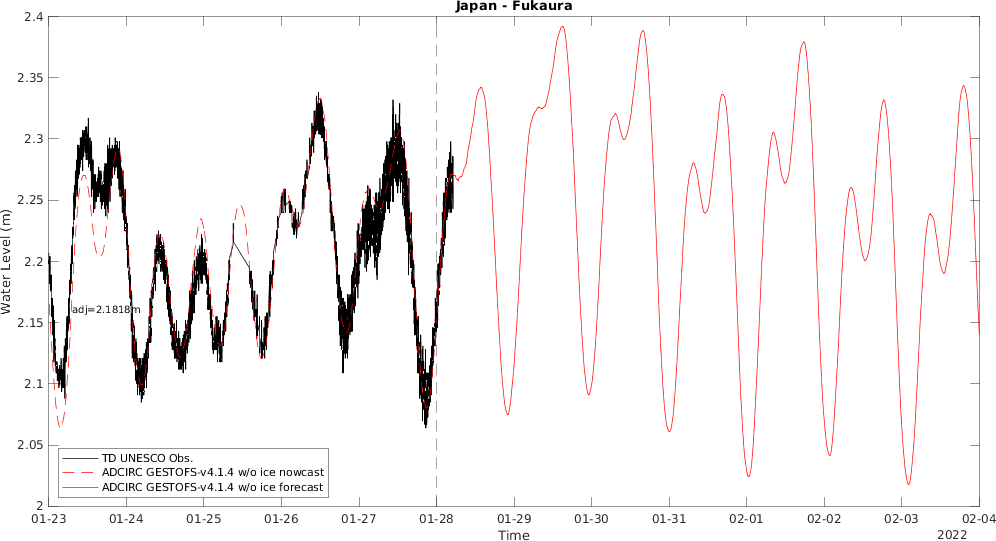 Japan - Fukaura
2.4
2.35
2.3
2.25
2.2
2.15
2.1
2.05
2
Water Level (m)
adj=2.1818m
TD UNESCO Obs.
ADCIRC GESTOFS-v4.1.4 w/o ice nowcast
ADCIRC GESTOFS-v4.1.4 w/o ice forecast
01-23 01-24 01-25 01-26 01-27 01-28 01-29 01-30 01-31 02-01 02-02 02-03 02-04
Time
2022